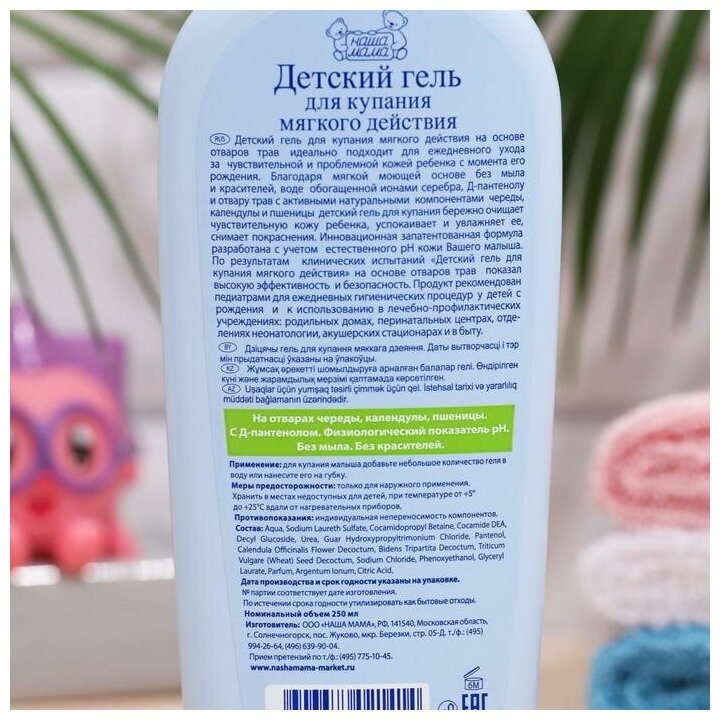 наша
мама
Детский гель
для купания
мягкого действия
RUS Детский гель для купания мягкого действия на основе
отваров трав идеально подходит для ежедневного ухода
за чувствительной и проблемной кожей ребенка с момента его
рождения. Благодаря мягкой моющей основе без мыла
и красителей, воде обогащенной ионами серебра, Д-пантенолу
и отвару трав с активными натуральными компонентами череды,
календулы и пшеницы детский гель для купания бережно очищает
чувствительную кожу ребенка, успокаивает и увлажняет ее,
снимает покраснения. Инновационная запатентованная формула
разработана с учетом естественного pH кожи Вашего малыша.
По результатам клинических испытаний «Детский гель для
купания мягкого действия» на основе отваров трав показал
высокую эффективность и безопасность. Продукт рекомендован
педиатрами для ежедневных гигиенических процедур у детей с
рождения и к использованию в лечебно-профилактических
учреждениях: родильных домах, перинатальных центрах, отде-
лениях неонатологии, акушерских стационарах и в быту.
BY Дзіцячы гель для купання мяккага дзеяння. Даты вытворчасці і тэр
мін прыдатнасці ўказаны на ўпакоўцы.
KZ Жұмсақ әрекетті шомылдыруға арналған балалар гелі. Өндірілген
күні және жарамдылық мерзімі қаптамада көрсетілген.
AZ Uşaqlar üçün yumşaq təsirli çimmək üçün gel. İstehsal tarixi və yararlılıq
müddəti bağlamanın üzərindədir.
На отварах череды, календулы, пшеницы.
С Д-пантенолом. Физиологический показатель pH.
Без мыла. Без красителей.
Применение: для купания малыша добавьте небольшое количество геля в
воду или нанесите его на губку.
Меры предосторожности: только для наружного применения.
Хранить в местах недоступных для детей, при температуре от +5°
до +25°С вдали от нагревательных приборов.
Противопоказания: индивидуальная непереносимость компонентов.
Состав: Aqua, Sodium Laureth Sulfate, Cocamidopropyl Betaine, Cocamide DEA,
Decyl Glucoside, Urea, Guar Hydroxypropyltrimonium Chloride, Pantenol,
Calendula Officinalis Flower Decoctum, Bidens Tripartita Decoctum, Triticum
Vulgare (Wheat) Seed Decoctum, Sodium Chloride, Phenoxyethanol, Glyceryl
Laurate, Parfum, Argentum Ionum, Citric Acid.
Дата производства и срок годности указаны на упаковке.
№ партии соответствует дате изготовления.
По истечении срока годности утилизировать как бытовые отходы.
Номинальный объем 250 мл
Изготовитель: ООО «НАША МАМА», РФ, 141540, Московская область,
г. Солнечногорск, пос. Жуково, мкр. Березки, стр. 05-Д. т./ф.: (495)
994-26-64, (496) 639-90-04.
Прием претензий по т./ф.: (495) 775-10-45.
www.nashamama-market.ru
6M
EAC